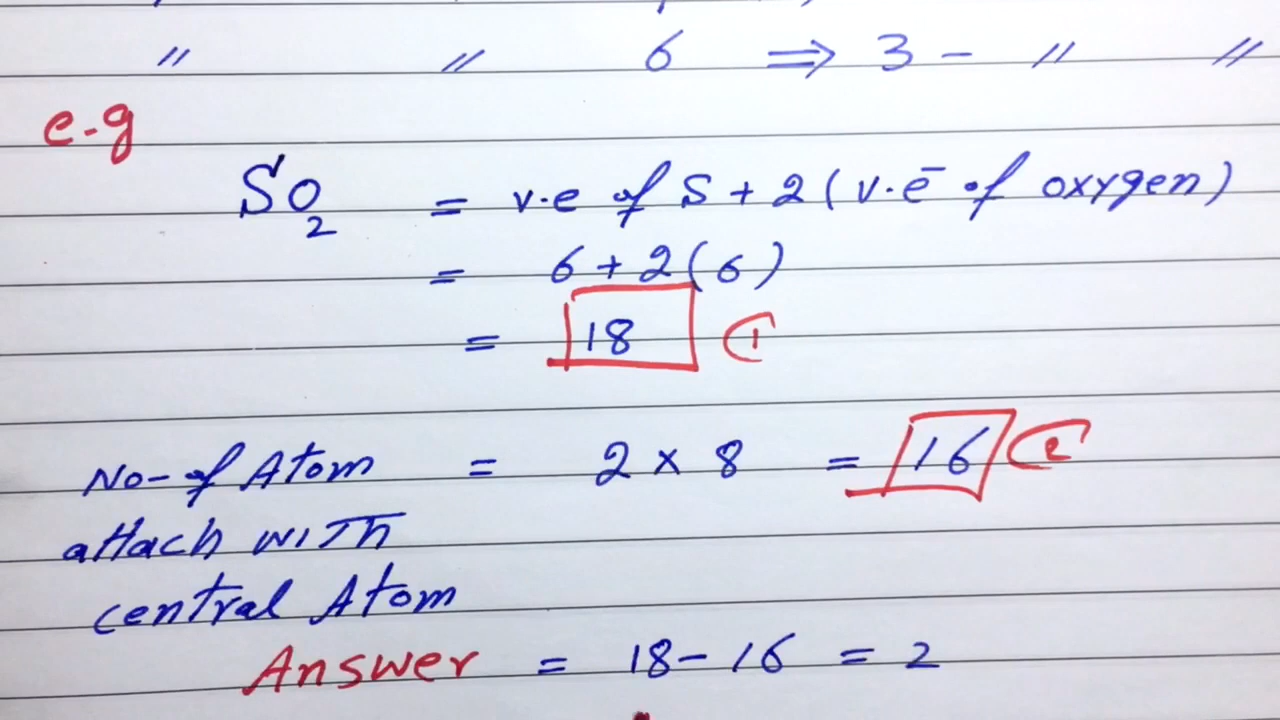 〃 〃 6 ⇒ 3 - 〃 〃
e.g
SO₂ = v.e of S + 2 (v.ē of oxygen)
= 6 + 2(6)
= 18 (1
No- of Atom = 2 × 8 = 16 (2
attach with
central Atom
Answer = 18 - 16 = 2